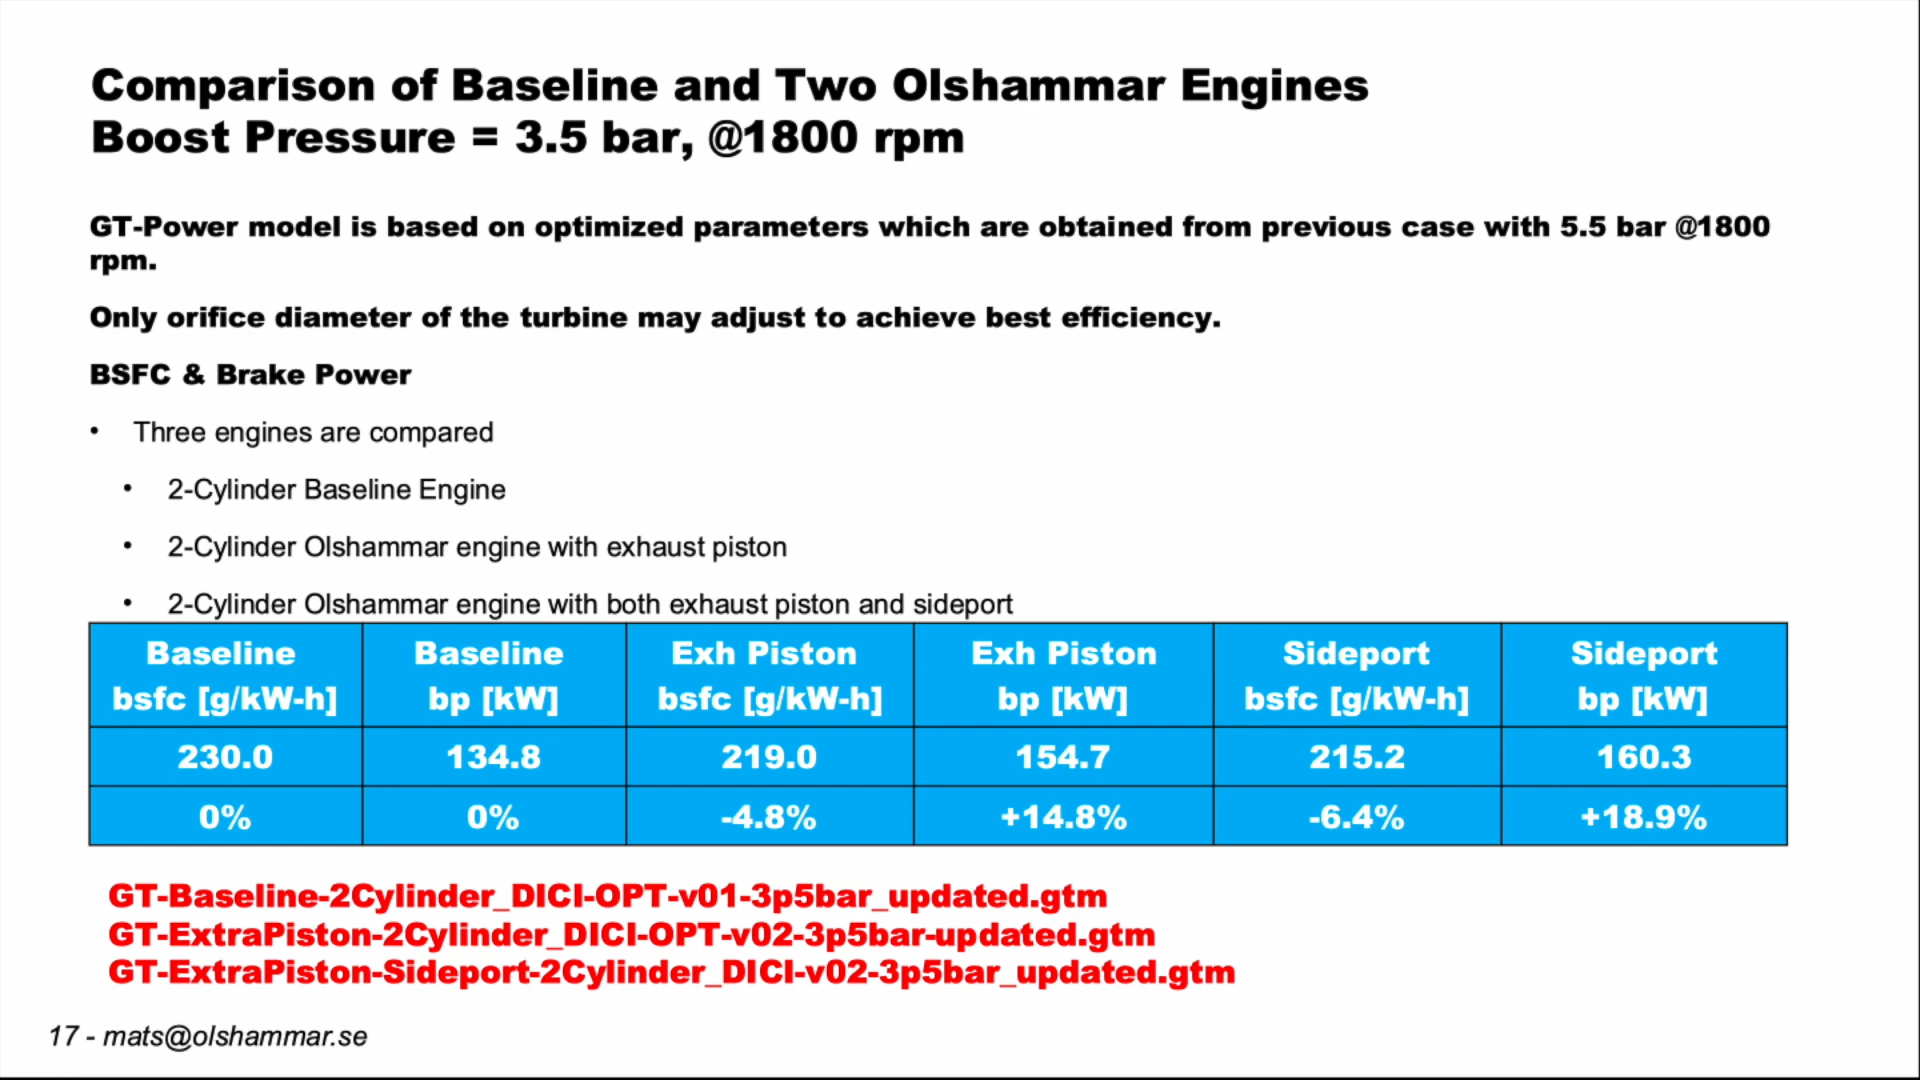 Comparison of Baseline and Two Olshammar Engines
Boost Pressure = 3.5 bar, @1800 rpm
GT-Power model is based on optimized parameters which are obtained from previous case with 5.5 bar @1800
rpm.
Only orifice diameter of the turbine may adjust to achieve best efficiency.
BSFC & Brake Power
• Three engines are compared
• 2-Cylinder Baseline Engine
• 2-Cylinder Olshammar engine with exhaust piston
• 2-Cylinder Olshammar engine with both exhaust piston and sideport
Baseline Baseline Exh Piston Exh Piston Sideport Sideport
bsfc [g/kW-h] bp [kW] bsfc [g/kW-h] bp [kW] bsfc [g/kW-h] bp [kW]
230.0 134.8 219.0 154.7 215.2 160.3
0% 0% -4.8% +14.8% -6.4% +18.9%
GT-Baseline-2Cylinder_DICI-OPT-v01-3p5bar_updated.gtm
GT-ExtraPiston-2Cylinder_DICI-OPT-v02-3p5bar-updated.gtm
GT-ExtraPiston-Sideport-2Cylinder_DICI-v02-3p5bar_updated.gtm
17 - mats@olshammar.se